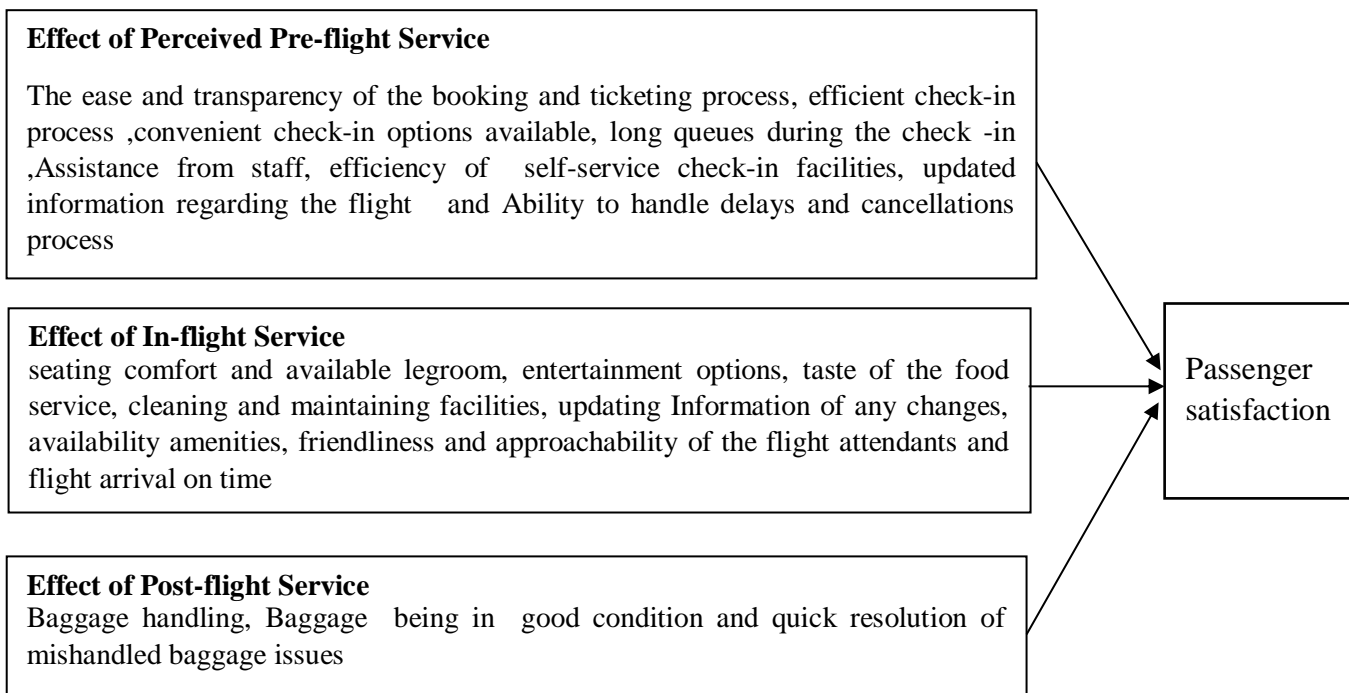 Effect of Perceived Pre-flight Service
The ease and transparency of the booking and ticketing process, efficient check-in
process ,convenient check-in options available, long queues during the check -in
,Assistance from staff, efficiency of self-service check-in facilities, updated
information regarding the flight and Ability to handle delays and cancellations
process
Effect of In-flight Service
seating comfort and available legroom, entertainment options, taste of the food
service, cleaning and maintaining facilities, updating Information of any changes,
availability amenities, friendliness and approachability of the flight attendants and
flight arrival on time
Passenger
satisfaction
Effect of Post-flight Service
Baggage handling, Baggage being in good condition and quick resolution of
mishandled baggage issues